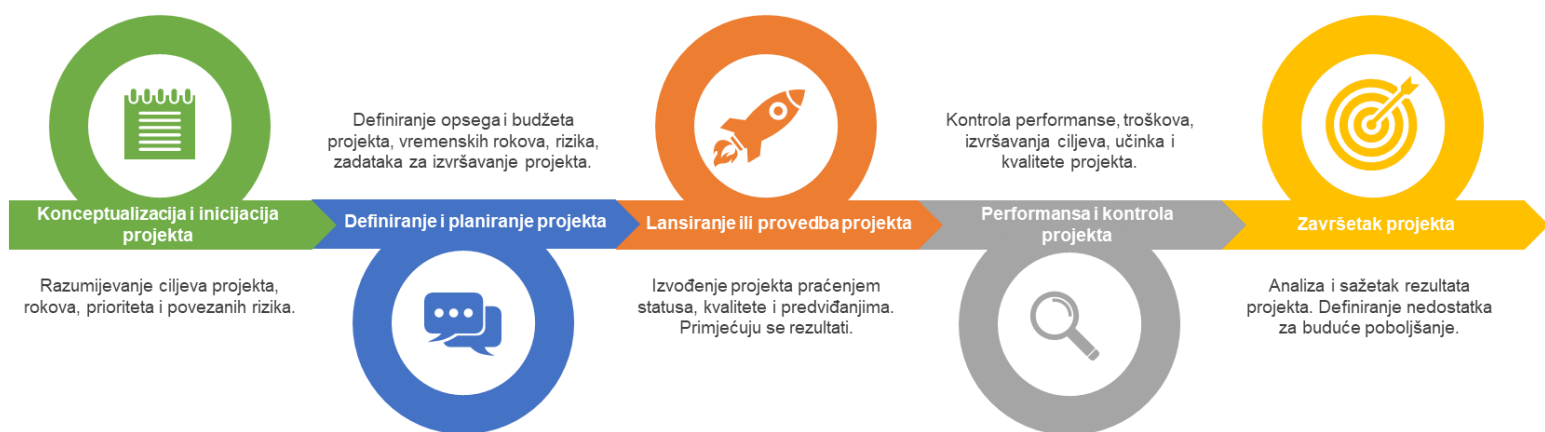 Konceptualizacija i inicijacija
projekta
Razumijevanje ciljeva projekta,
rokova, prioriteta i povezanih rizika.
Definiranje opsega i budžeta
projekta, vremenskih rokova, rizika,
zadataka za izvršavanje projekta.
Definiranje i planiranje projekta
Lansiranje ili provedba projekta
Izvođenje projekta praćenjem
statusa, kvalitete i predviđanjima.
Primjećuju se rezultati.
Kontrola performanse, troškova,
izvršavanja ciljeva, učinka i
kvalitete projekta.
Performansa i kontrola
projekta
Završetak projekta
Analiza i sažetak rezultata
projekta. Definiranje nedostatka
za buduće poboljšanje.